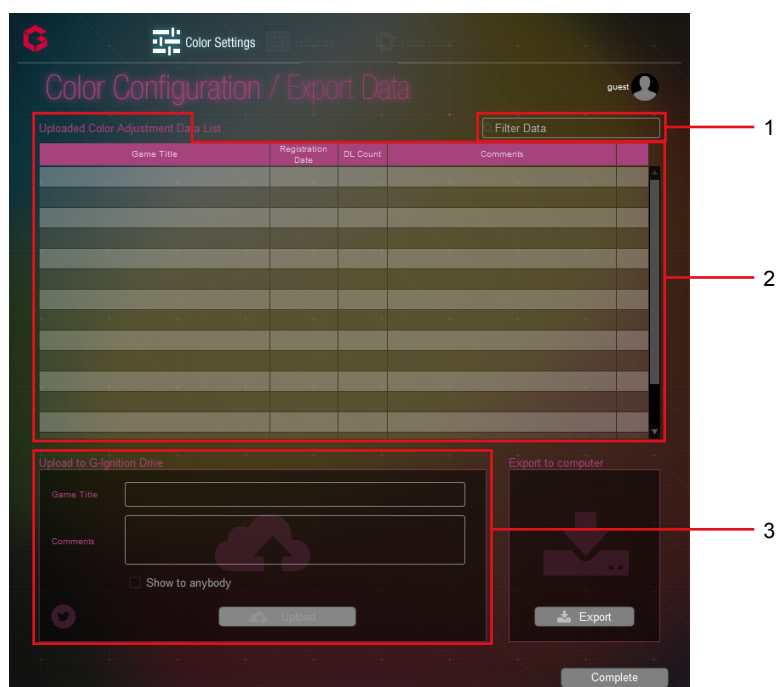 Color Settings
Color Configuration / Export Data
guest
Uploaded Color Adjustment Data List
Filter Data
1
Game Title
Registration
Date
DL Count
Comments
2
Upload to G-Ignition Drive
Export to computer
Game Title
Comments
3
Show to anybody
Upload
Export
Complete